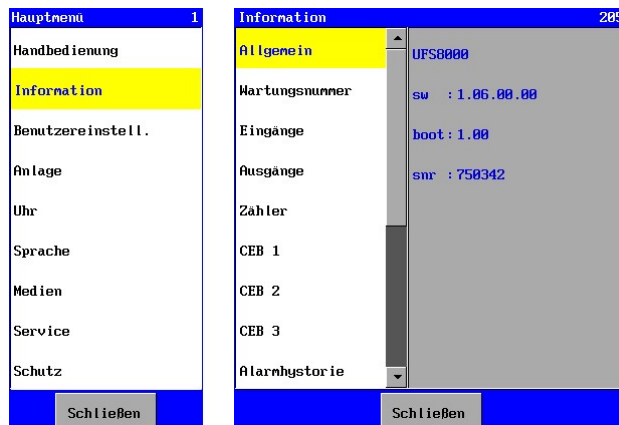 Hauptmenü 1
Handbedienung
Information
Benutzereinstell.
Anlage
Uhr
Sprache
Medien
Service
Schutz
Schließen
Information 205
Allgemein
Wartungsnummer
Eingänge
Ausgänge
Zähler
CEB 1
CEB 2
CEB 3
Alarmhystorie
UFS8000
sw :1.06.00.00
boot:1.00
snr :750342
Schließen